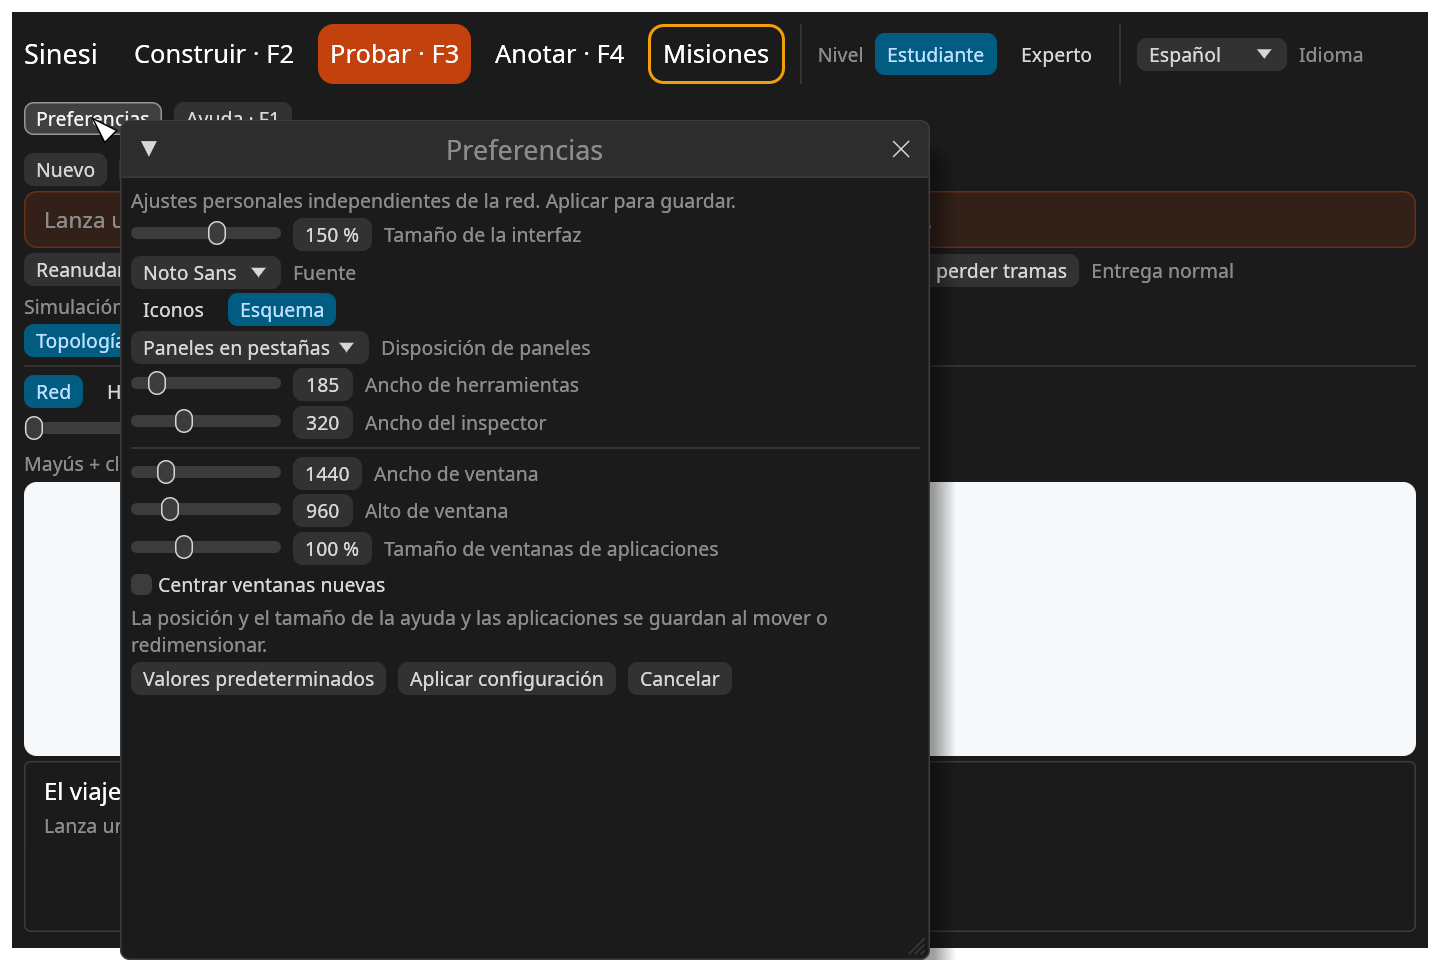 Sinesi Construir · F2 Probar · F3 Anotar · F4 Misiones Nivel Estudiante Experto Español Idioma
Preferencias Ayuda · F1
Preferencias
Nuevo
Ajustes personales independientes de la red. Aplicar para guardar.
Lanza
150 % Tamaño de la interfaz
Reanudar
Noto Sans Fuente
perder tramas Entrega normal
Simulación
Iconos Esquema
Topología
Paneles en pestañas Disposición de paneles
Red
185 Ancho de herramientas
320 Ancho del inspector
Mayús +
1440 Ancho de ventana
960 Alto de ventana
100 % Tamaño de ventanas de aplicaciones
Centrar ventanas nuevas
La posición y el tamaño de la ayuda y las aplicaciones se guardan al mover o
redimensionar.
Valores predeterminados Aplicar configuración Cancelar
El viaje
Lanza